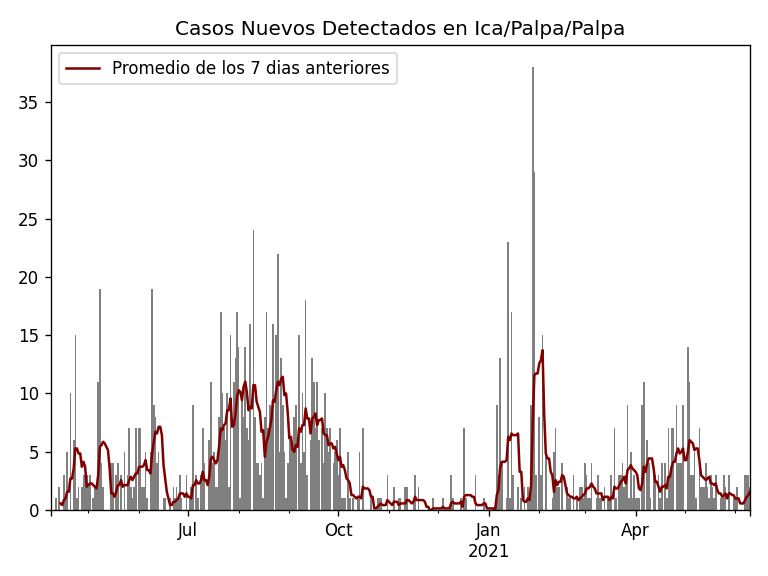 Casos Nuevos Detectados en Ica/Palpa/Palpa
Promedio de los 7 dias anteriores
35
30
25
20
15
10
5
0
Jul
Oct
Jan
2021
Apr